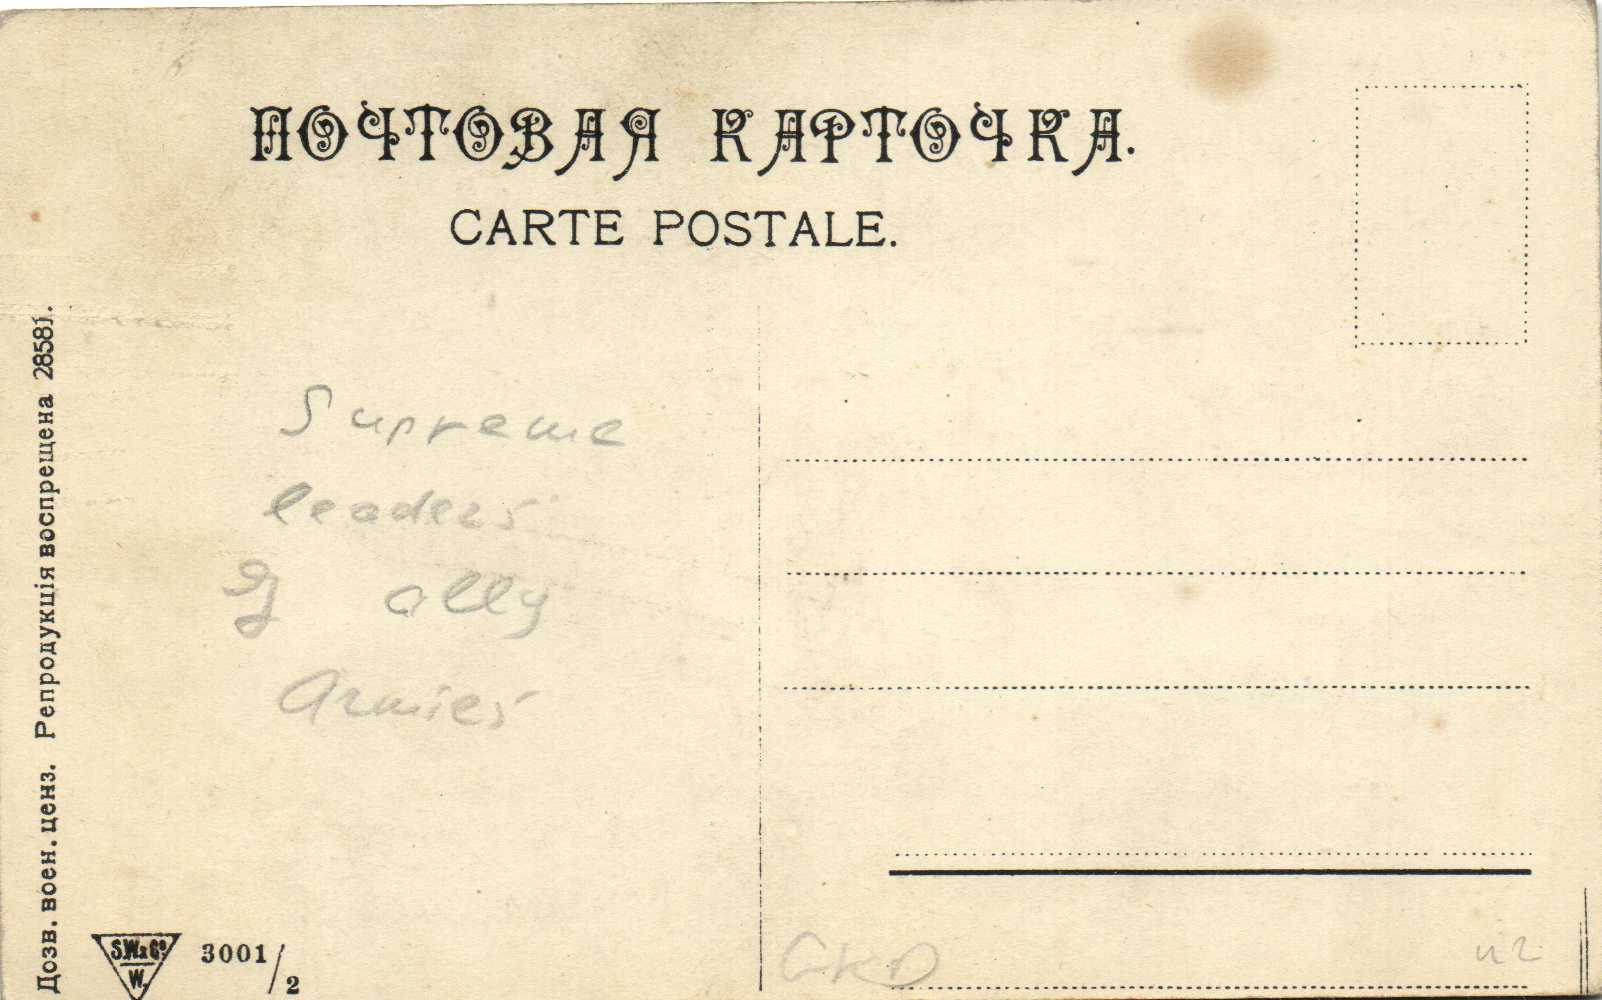 ПОЧТОВАЯ КАРТОЧКА.
CARTE POSTALE.
Дозв. воен. ценз. Репродукція воспрещена 28581.
Supreme
leaders
of ally
Armies
S.W.& Co.
W.
3001/2